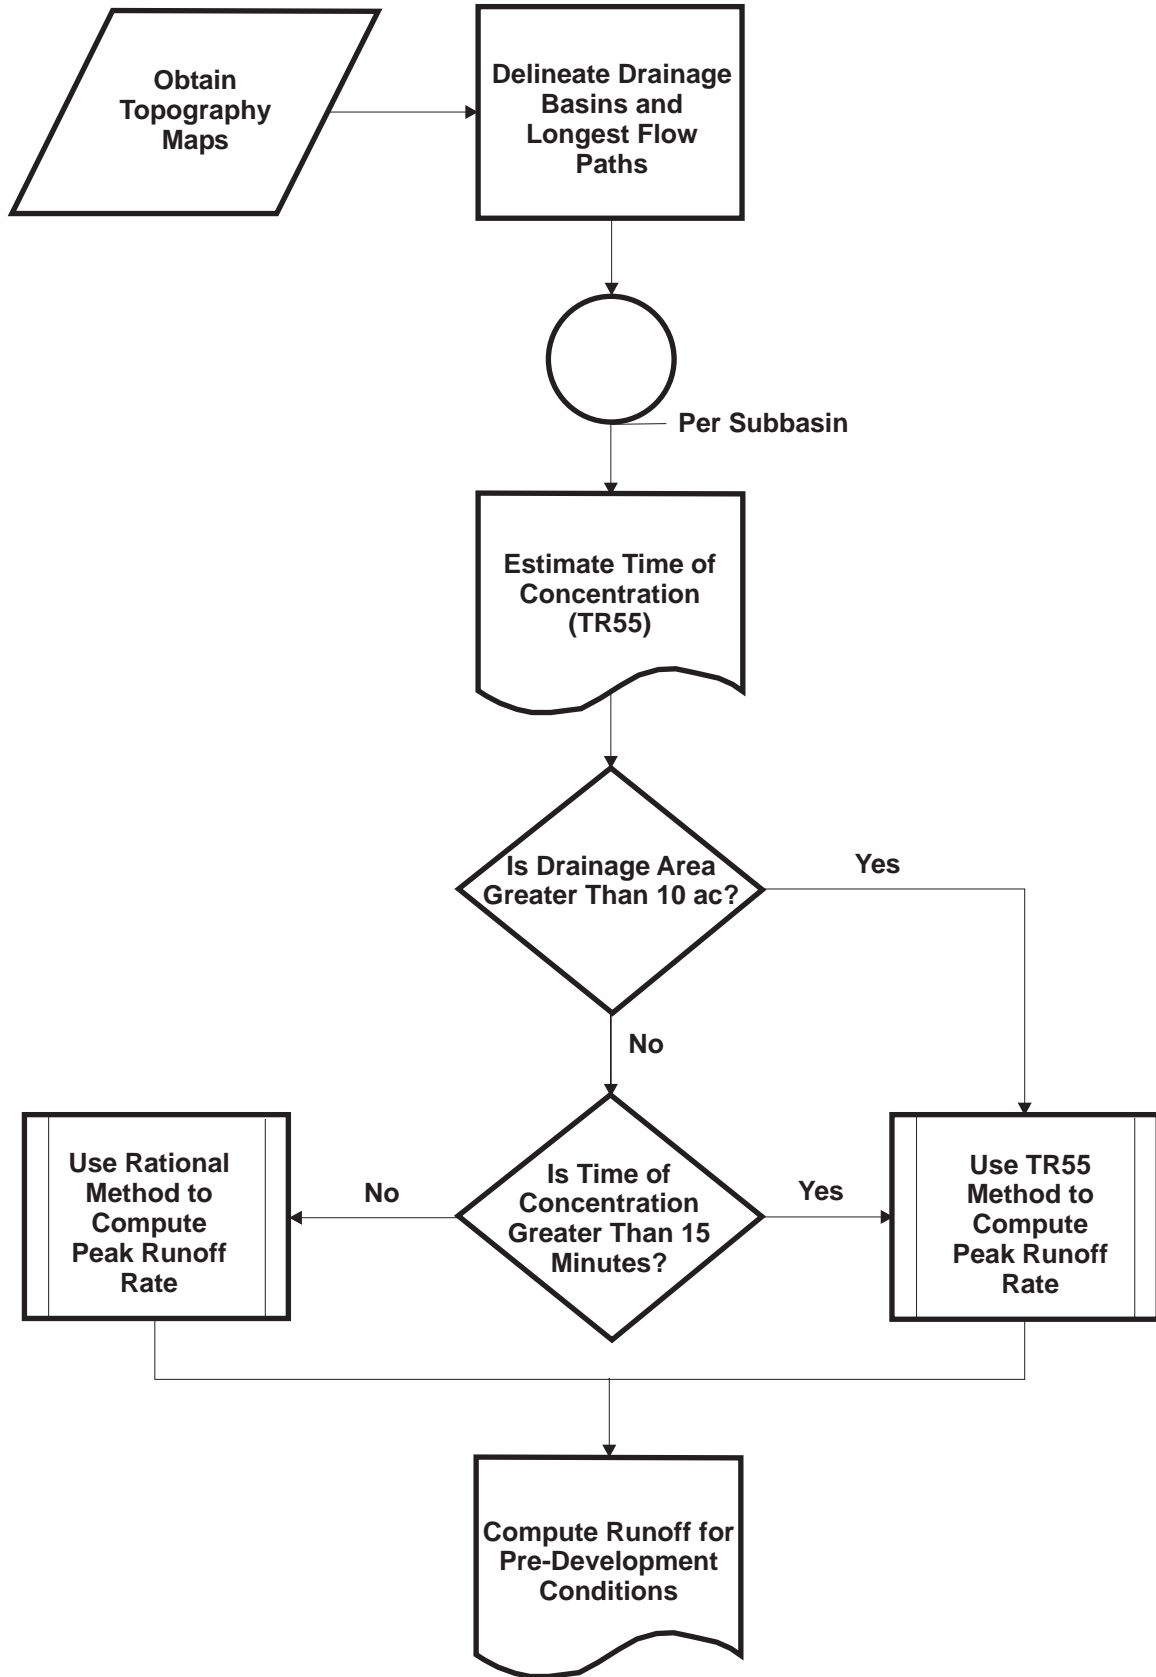 Obtain
Topography
Maps
Delineate Drainage
Basins and
Longest Flow
Paths
Per Subbasin
Estimate Time of
Concentration
(TR55)
Is Drainage Area
Greater Than 10 ac?
Yes
No
Use Rational
Method to
Compute
Peak Runoff
Rate
No
Is Time of
Concentration
Greater Than 15
Minutes?
Yes
Use TR55
Method to
Compute
Peak Runoff
Rate
Compute Runoff for
Pre-Development
Conditions